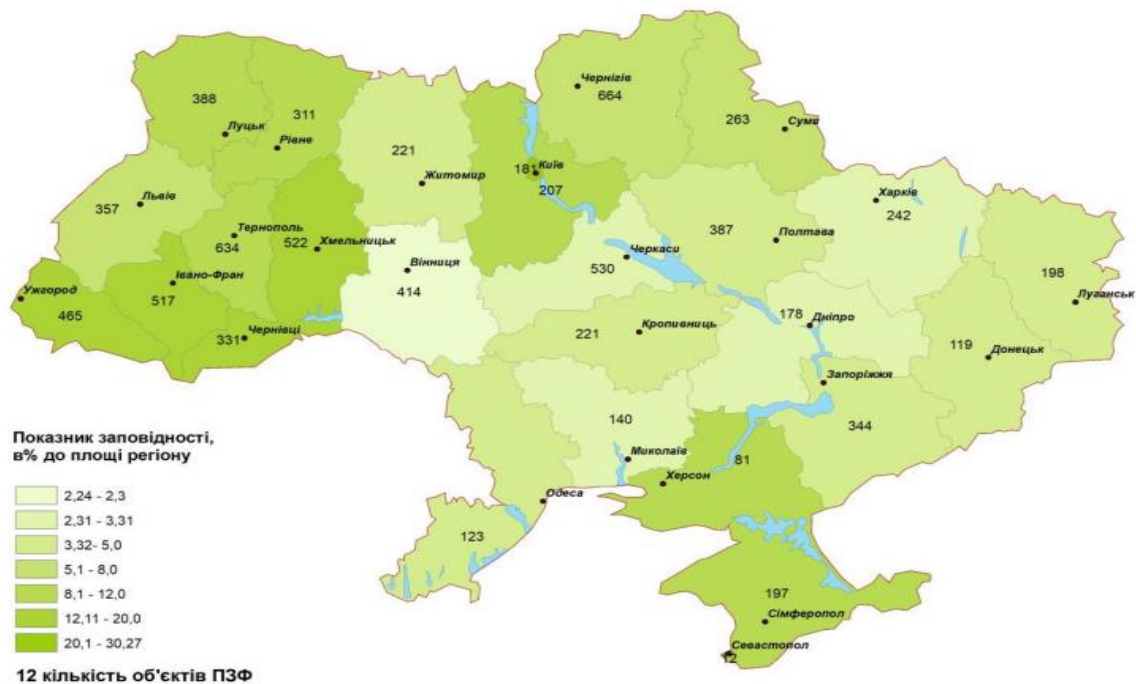 Чернігів
664
388
Луцьк
311
Рівне
263
Суми
221
Житомир
181
Київ
207
Харків
242
Львів
357
Тернополь
634
522
Хмельницьк
387
Полтава
Черкаси
530
Вінниця
414
198
Луганськ
Івано-Фран
517
Ужгород
465
331
Чернівці
221
Кропивниць
178
Дніпро
119
Донецьк
Запоріжжя
344
140
Миколаїв
81
Херсон
Одеса
123
197
Сімферопол
Севастопол
12
Показник заповідності,
в% до площі регіону
2,24 - 2,3
2,31 - 3,31
3,32- 5,0
5,1 - 8,0
8,1 - 12,0
12,11 - 20,0
20,1 - 30,27
12 кількість об'єктів ПЗФ